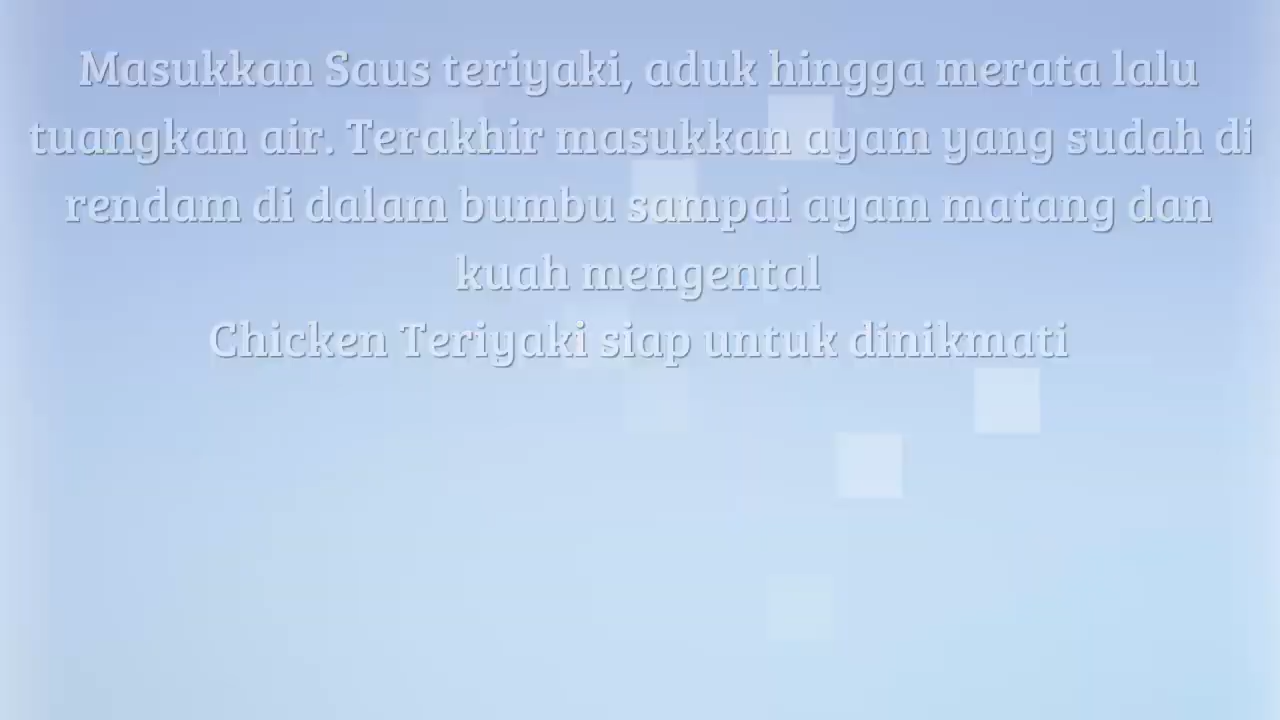 Masukkan Saus teriyaki, aduk hingga merata lalu
tuangkan air. Terakhir masukkan ayam yang sudah di
rendam di dalam bumbu sampai ayam matang dan
kuah mengental
Chicken Teriyaki siap untuk dinikmati